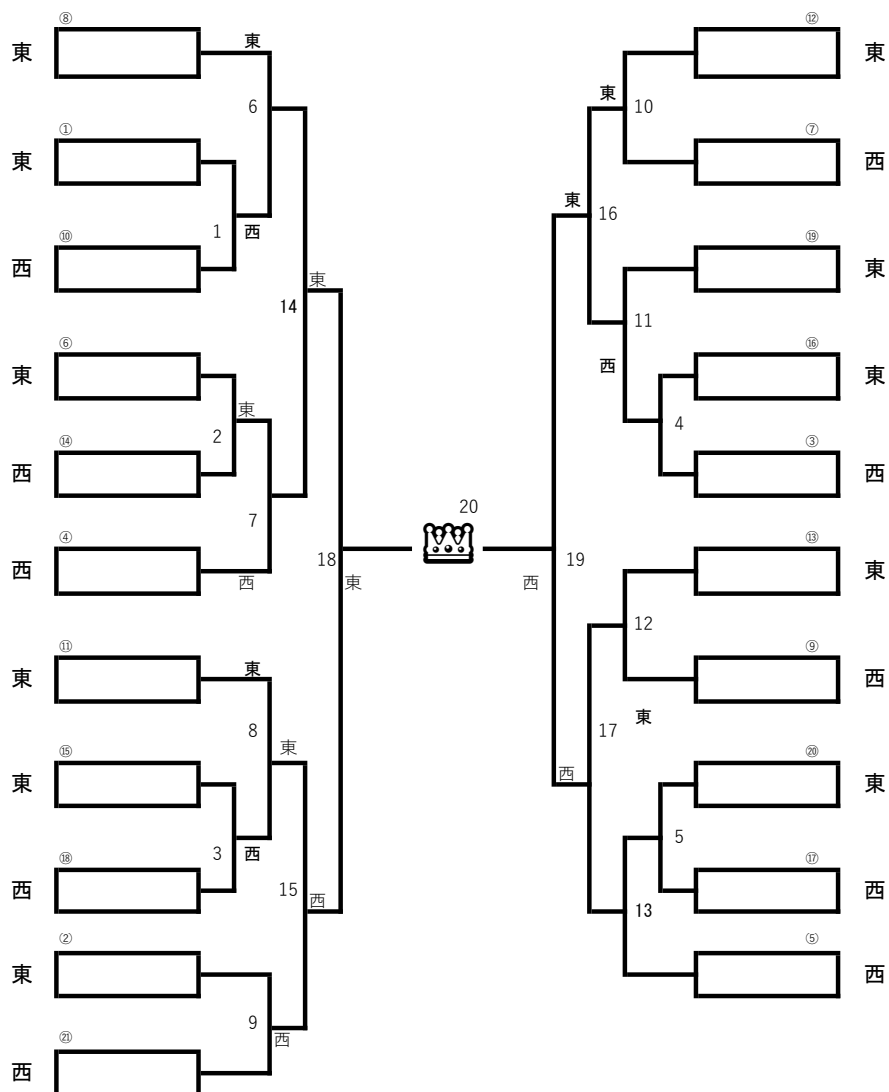 ⑧ ⑫
東 東 東
6 東 10
① ⑦
東 西
1 西 東 16
⑩ ⑲
西 東 東
14 11
⑥ 西 ⑯
東 東 東
2 4
⑭ ③
西 西
7 20
④ ⑬
西 西 18 東 西 19 東
12
⑪ ⑨
東 東 西
8 東 17 東
⑮ ⑳
東 西 東
3 西 5
⑱ ⑰
西 15 西 13 西
② ⑤
東 西
9 西
㉑
西